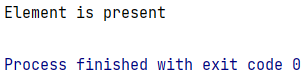 Element is present
Process finished with exit code 0